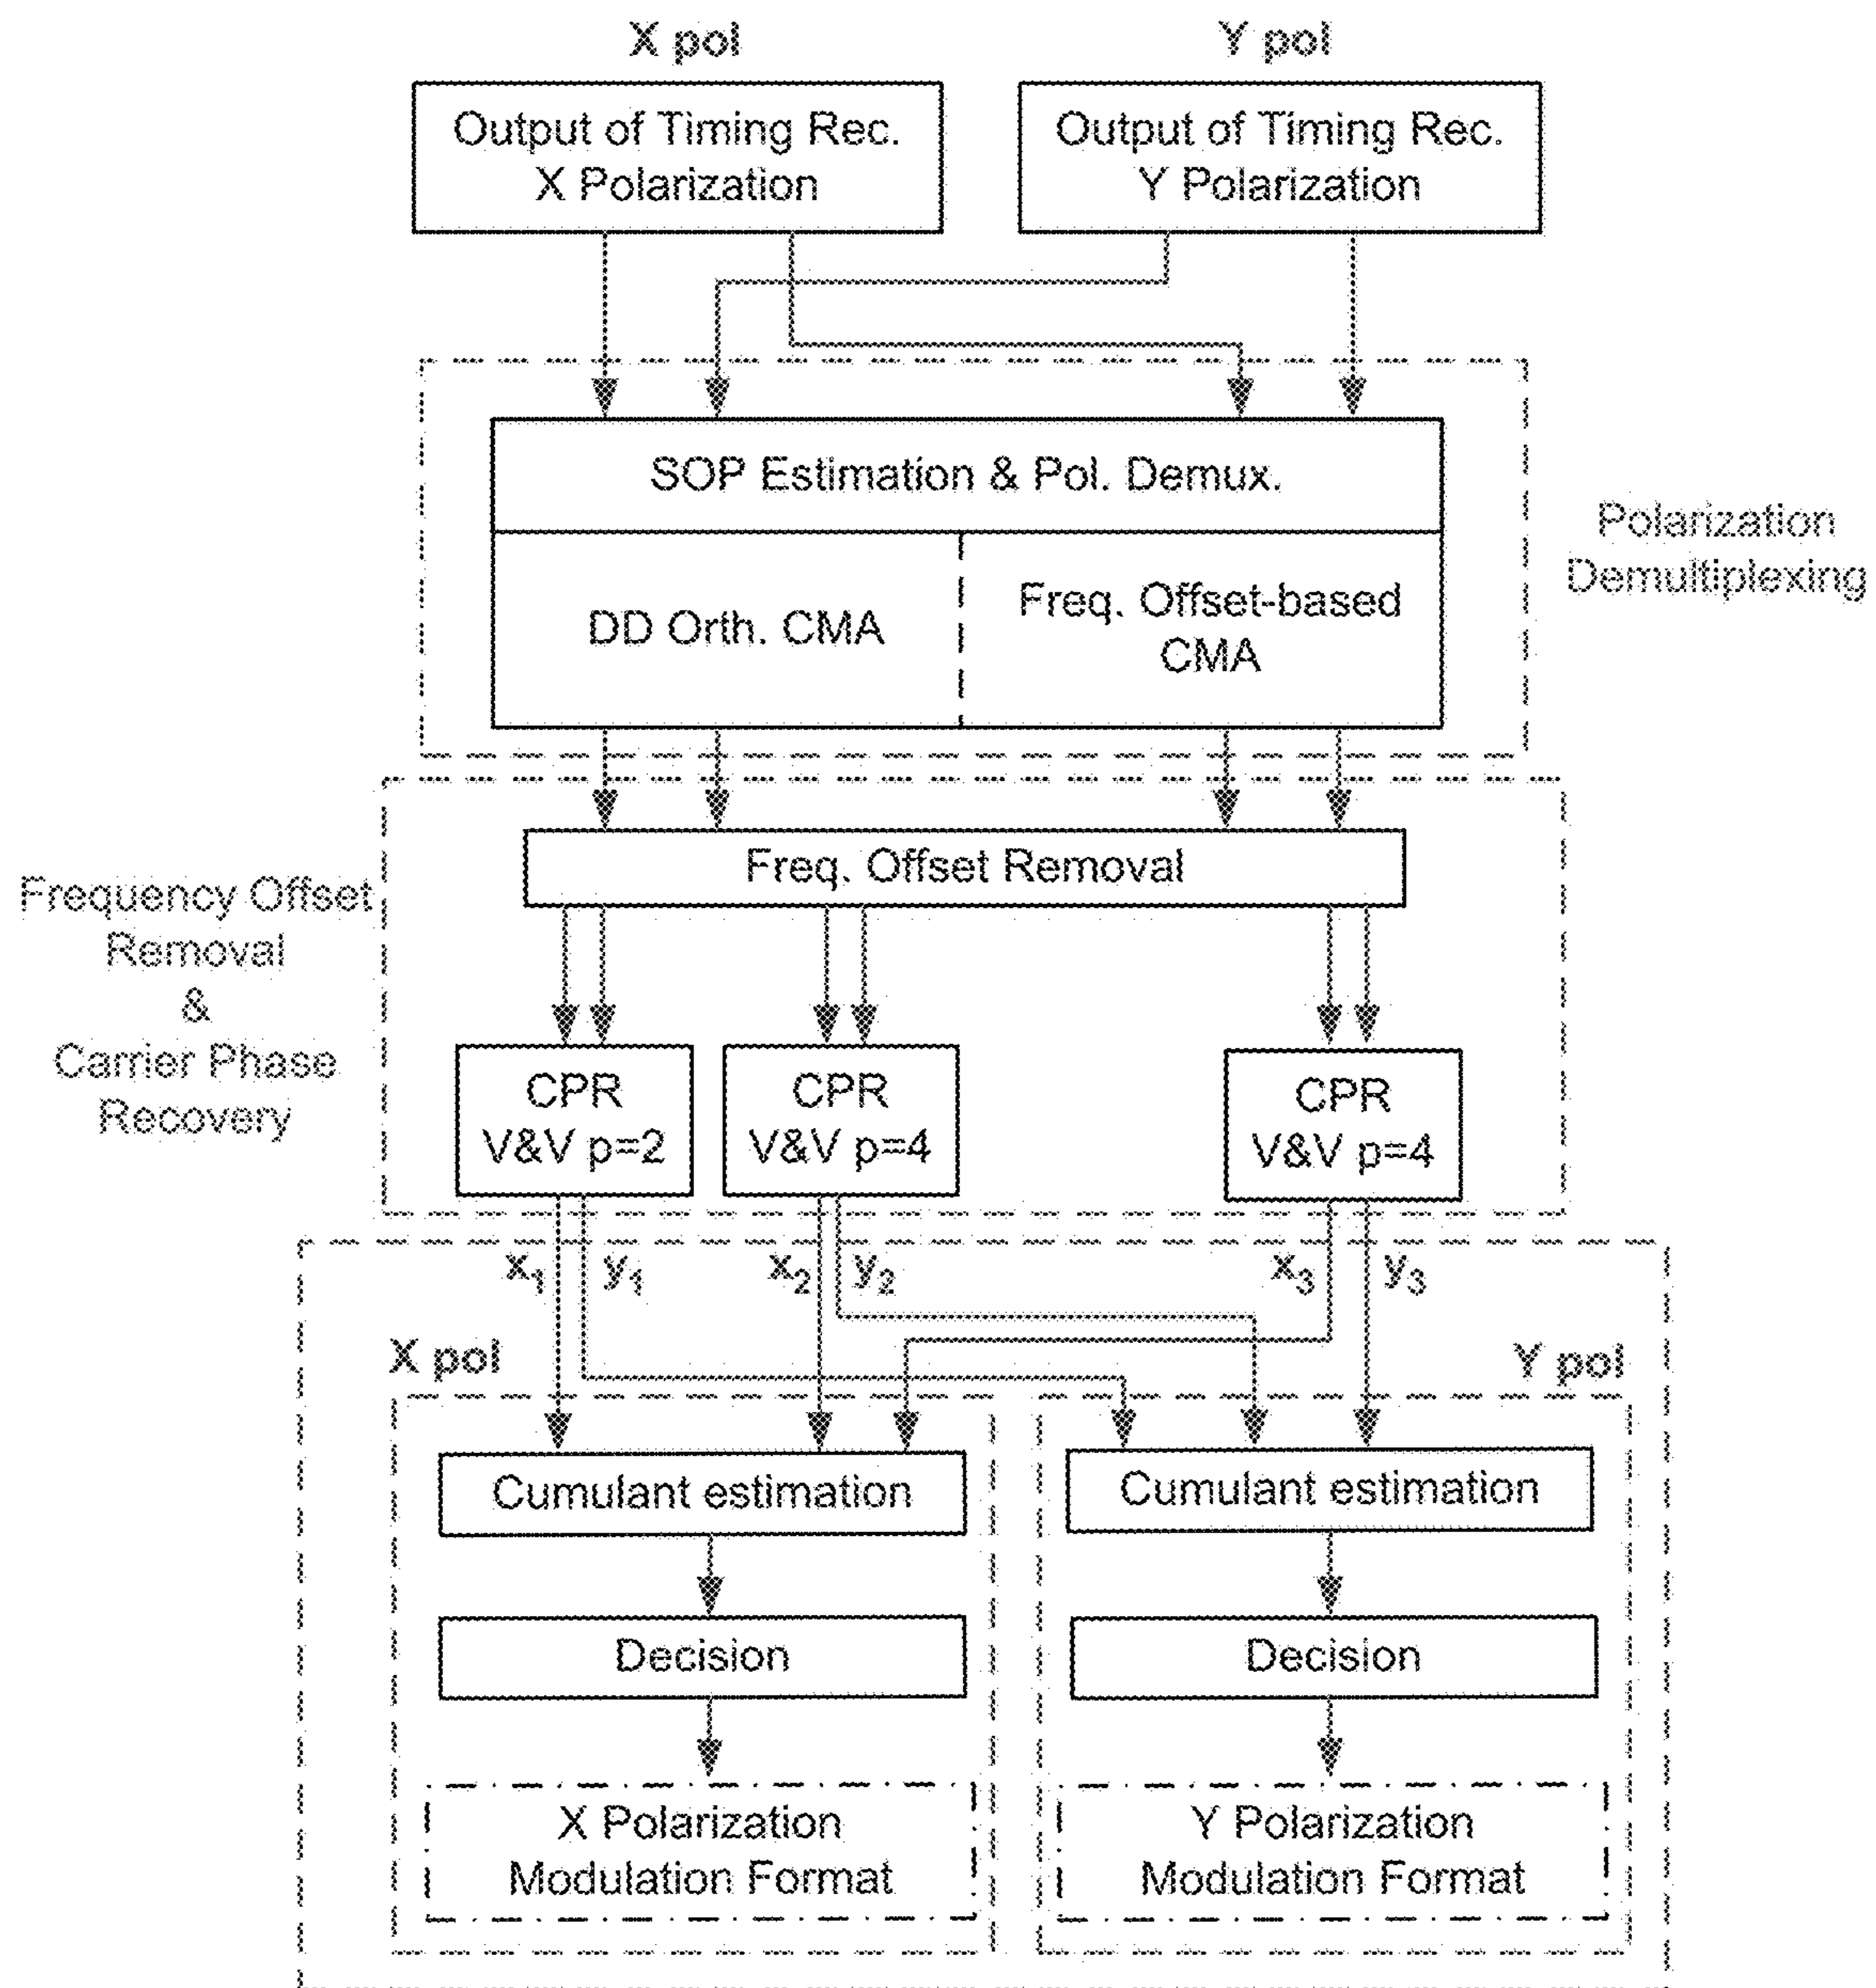 X pol
Y pol
Output of Timing Rec.
X Polarization
Output of Timing Rec.
Y Polarization
SOP Estimation & Pol. Demux.
DD Orth. CMA
Freq. Offset-based
CMA
Polarization
Demultiplexing
Freq. Offset Removal
Frequency Offset
Removal
&
Carrier Phase
Recovery
CPR
V&V p=2
CPR
V&V p=4
CPR
V&V p=4
x₁
y₁
x₂
y₂
x₃
y₃
X pol
Y pol
Cumulant estimation
Cumulant estimation
Decision
Decision
X Polarization
Modulation Format
Y Polarization
Modulation Format